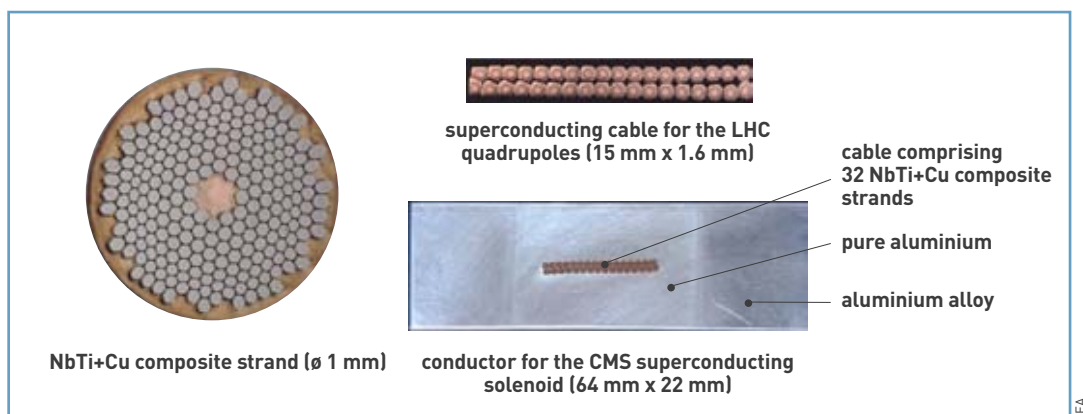 superconducting cable for the LHC
quadrupoles (15 mm x 1.6 mm)
cable comprising
32 NbTi+Cu composite
strands
pure aluminium
aluminium alloy
NbTi+Cu composite strand (ø 1 mm)
conductor for the CMS superconducting
solenoid (64 mm x 22 mm)